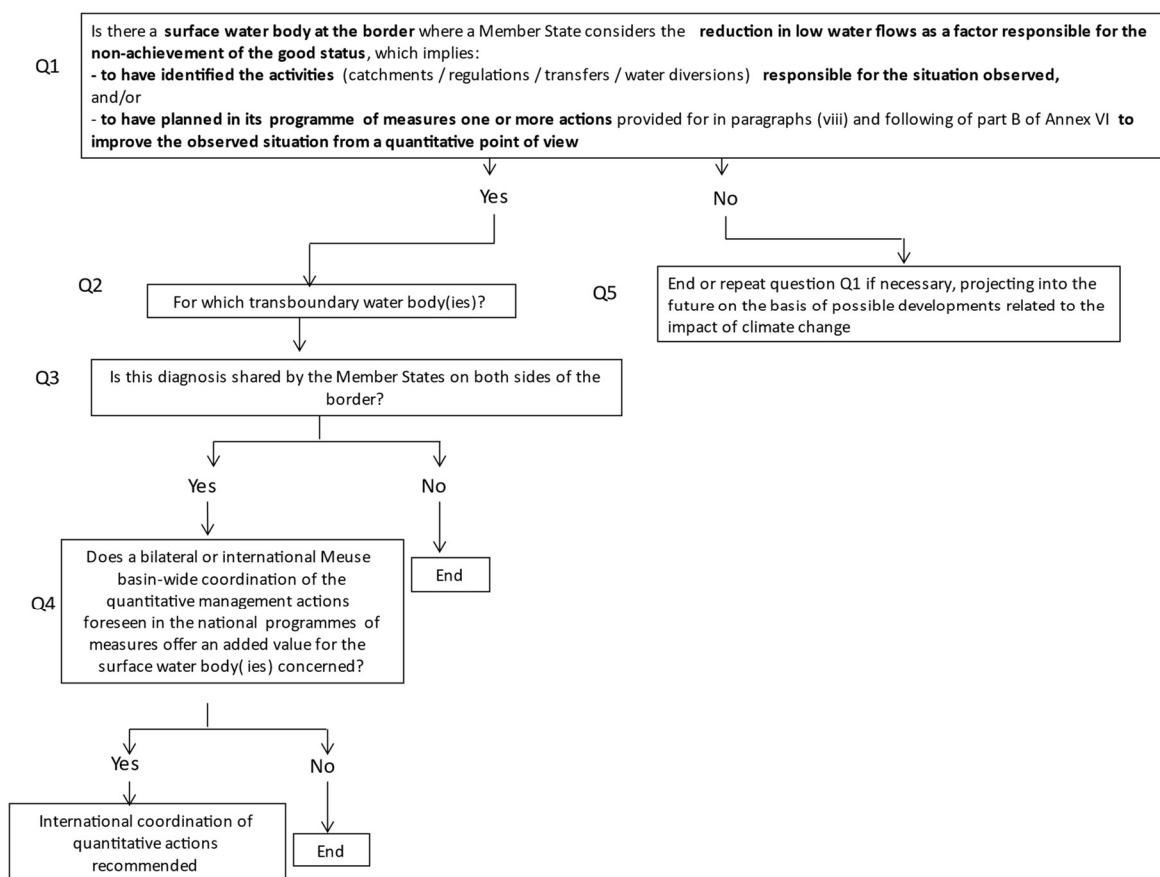 Q1
Is there a surface water body at the border where a Member State considers the reduction in low water flows as a factor responsible for the
non-achievement of the good status, which implies:
- to have identified the activities (catchments / regulations / transfers / water diversions) responsible for the situation observed,
and/or
- to have planned in its programme of measures one or more actions provided for in paragraphs (viii) and following of part B of Annex VI to
improve the observed situation from a quantitative point of view
Yes
No
Q2
For which transboundary water body(ies)?
Q5
End or repeat question Q1 if necessary, projecting into the
future on the basis of possible developments related to the
impact of climate change
Q3
Is this diagnosis shared by the Member States on both sides of the
border?
Yes
No
Q4
Does a bilateral or international Meuse
basin-wide coordination of the
quantitative management actions
foreseen in the national programmes of
measures offer an added value for the
surface water body( ies) concerned?
End
Yes
No
International coordination of
quantitative actions
recommended
End